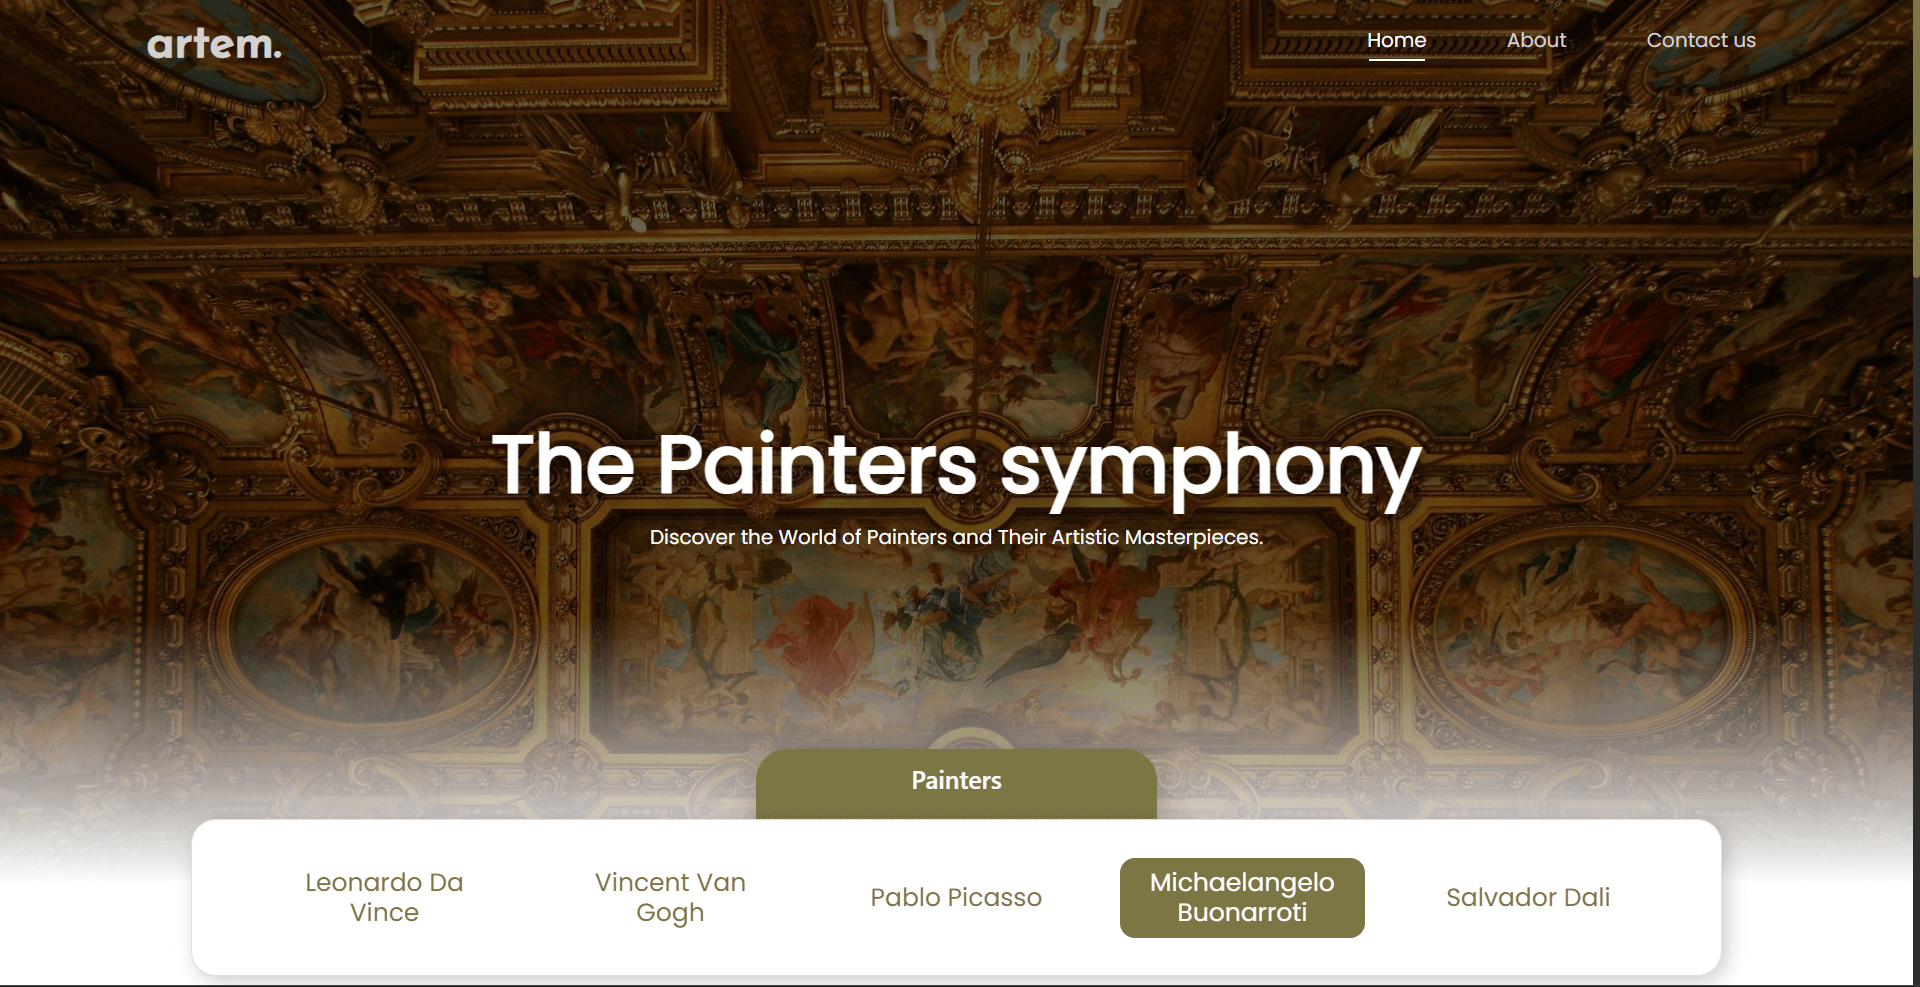 artem.
Home About Contact us
The Painters symphony
Discover the World of Painters and Their Artistic Masterpieces.
Painters
Leonardo Da
Vince
Vincent Van
Gogh
Pablo Picasso
Michaelangelo
Buonarroti
Salvador Dali